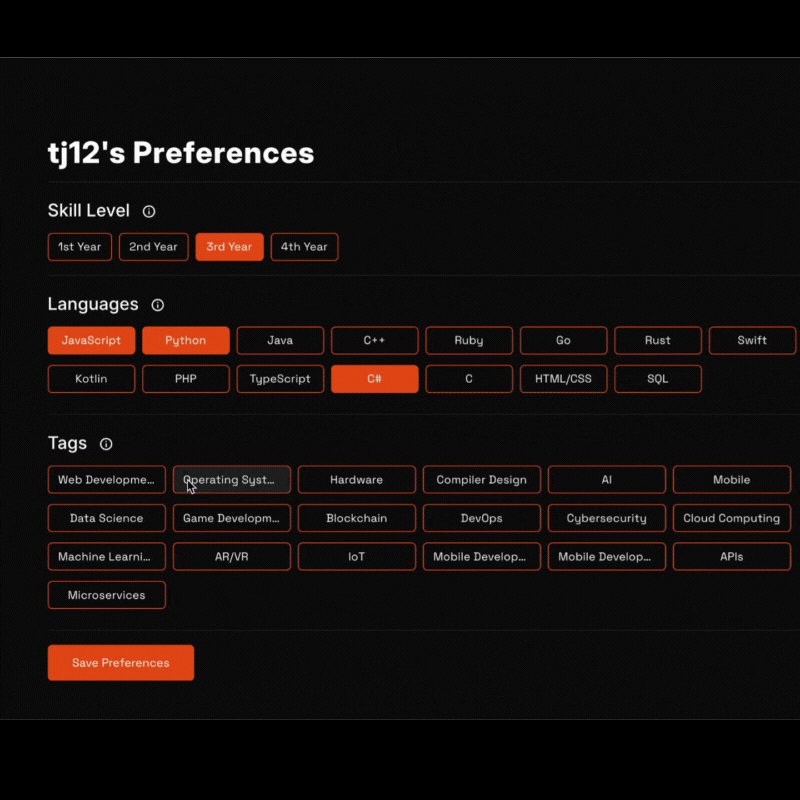 tj12's Preferences
Skill Level
1st Year 2nd Year 3rd Year 4th Year
Languages
JavaScript Python Java C++ Ruby Go Rust Swift
Kotlin PHP TypeScript C# C HTML/CSS SQL
Tags
Web Developme... Operating Syst... Hardware Compiler Design AI Mobile
Data Science Game Developm... Blockchain DevOps Cybersecurity Cloud Computing
Machine Learni... AR/VR IoT Mobile Develop... Mobile Develop... APIs
Microservices
Save Preferences